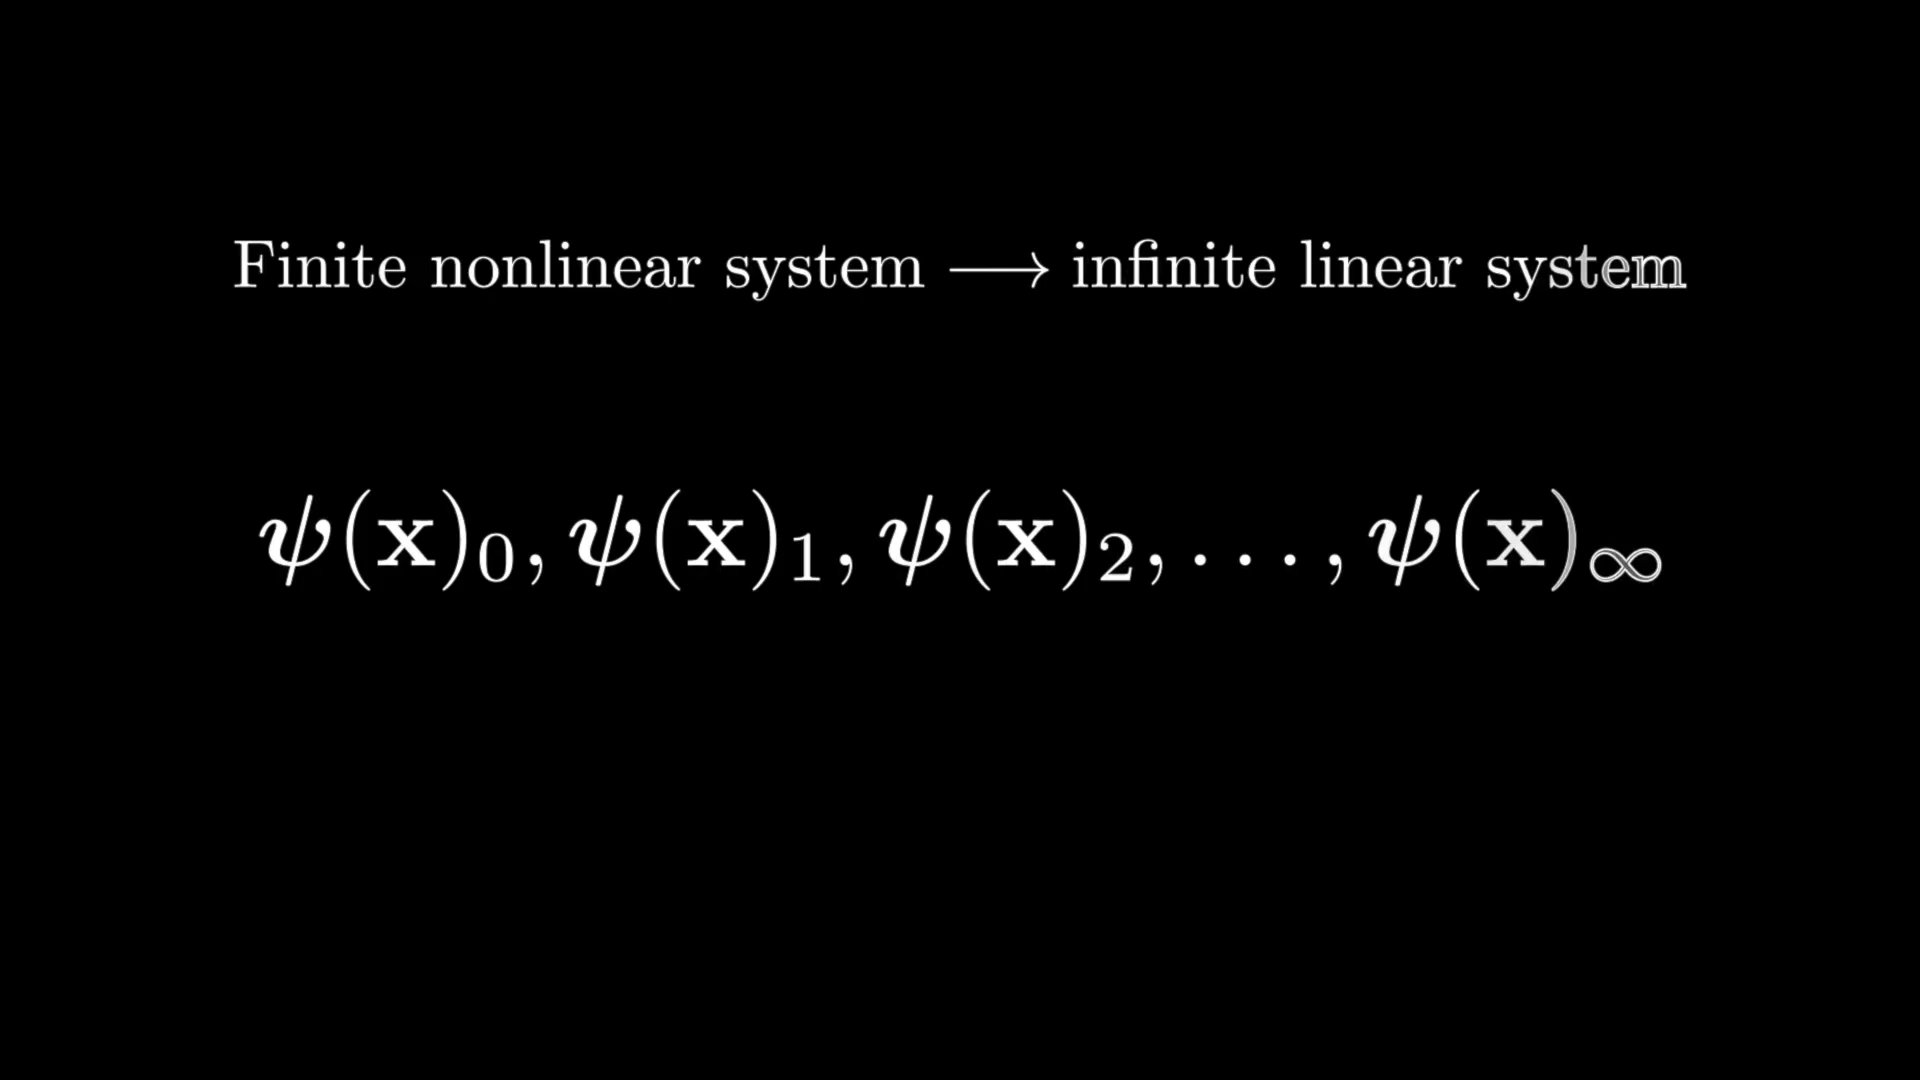 Finite nonlinear system ⟶ infinite linear system
𝝍(𝐱)₀, 𝝍(𝐱)₁, 𝝍(𝐱)₂, . . . , 𝝍(𝐱)∞